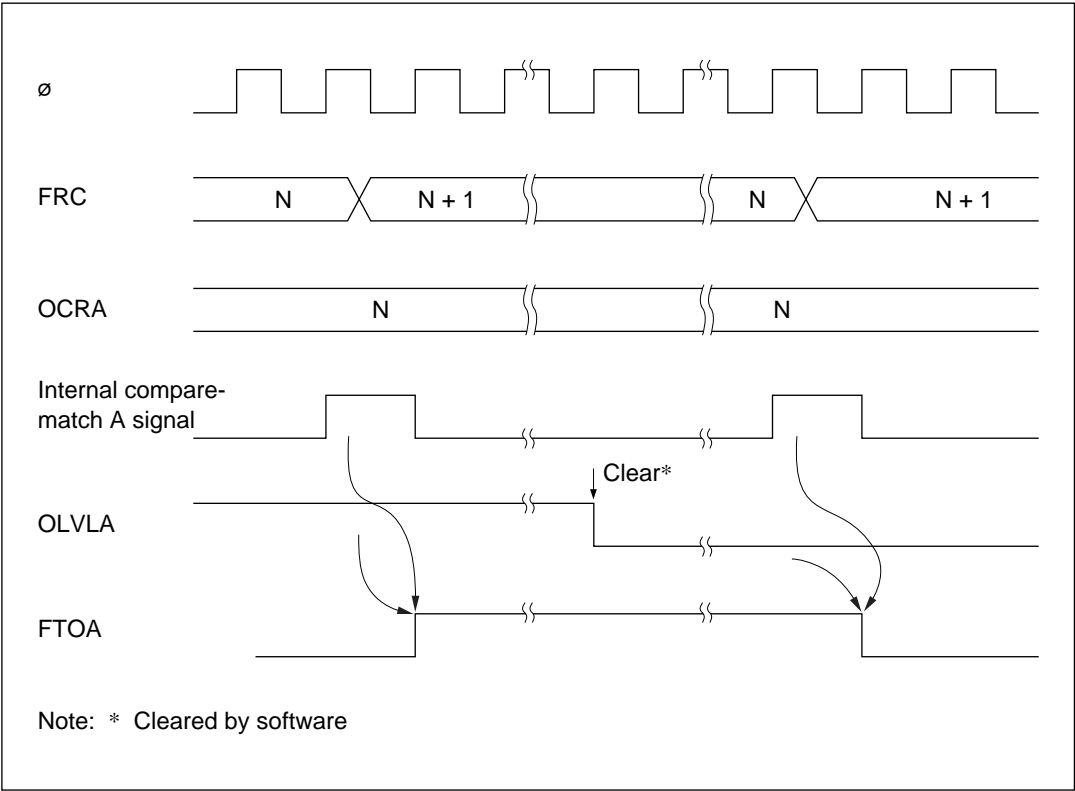 ø
FRC
N
N + 1
N
N + 1
OCRA
N
N
Internal compare-
match A signal
Clear*
OLVLA
FTOA
Note: * Cleared by software